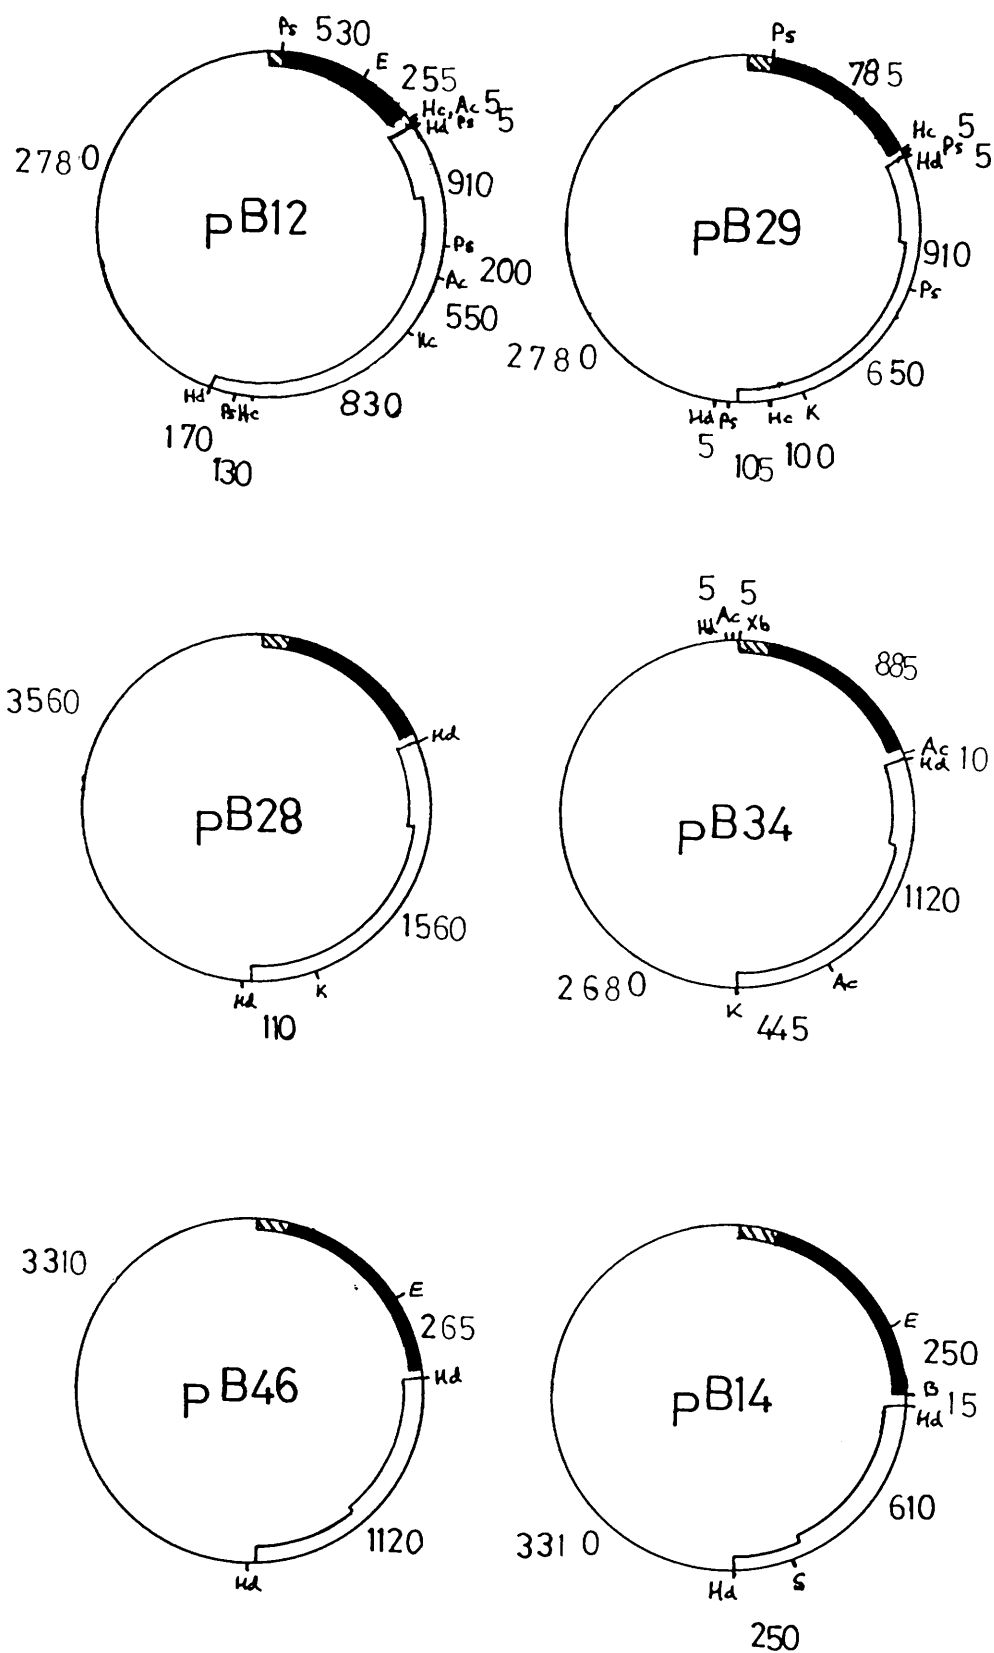 Ps 530
E
255
Hc, Ac 5
Hd Ps 5
2780
910
pB12
Ps
Ac 200
550
Hc
830
Hd
Ps Hc
170
130
Ps
785
Hc 5
Hd Ps 5
pB29
910
Ps
2780
650
Hd Ps Hc K
5
105
100
3560
Hd
pB28
1560
Hd
K
110
5 5
Hd Ac Xb
885
Ac
Hd 10
pB34
1120
2680
Ac
K
445
3310
E
265
Hd
pB46
1120
Hd
E
250
B
Hd 15
pB14
610
3310
Hd
S
250